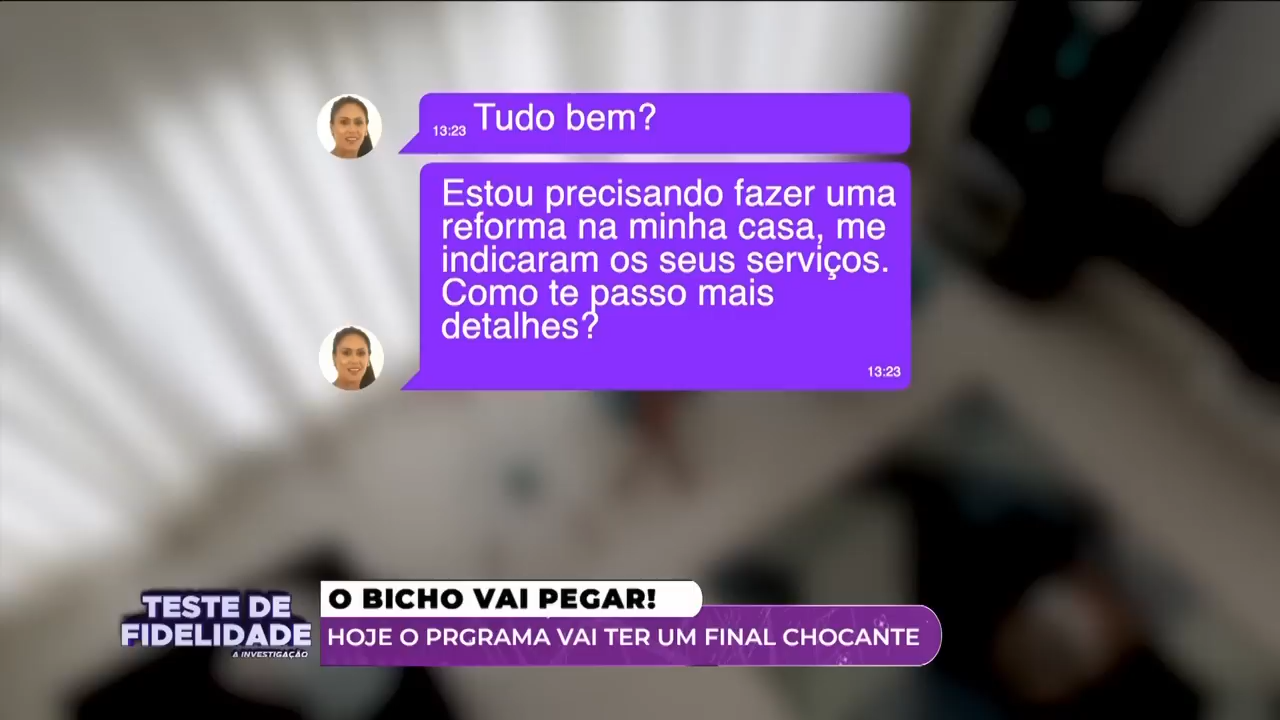 13:23 Tudo bem?
Estou precisando fazer uma
reforma na minha casa, me
indicaram os seus serviços.
Como te passo mais
detalhes?
13:23
TESTE DE
FIDELIDADE
A INVESTIGAÇÃO
O BICHO VAI PEGAR!
HOJE O PRGRAMA VAI TER UM FINAL CHOCANTE